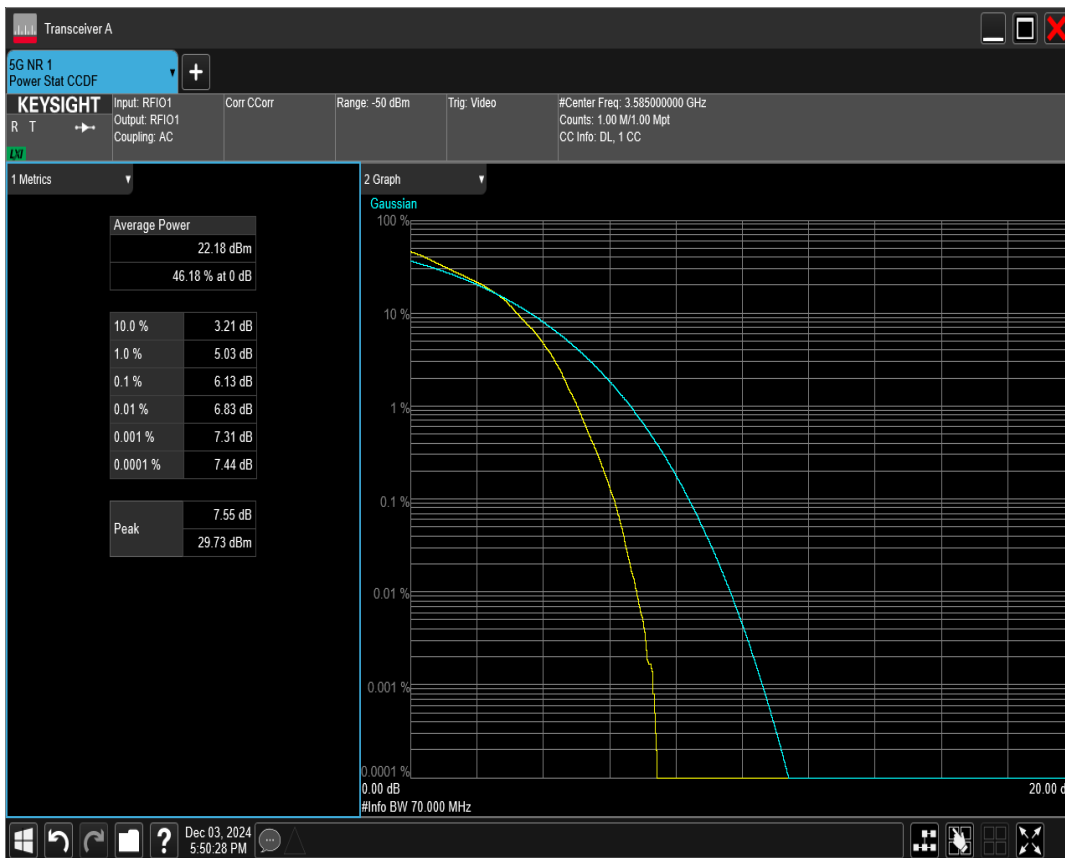 Transceiver A
5G NR 1
Power Stat CCDF
+
KEYSIGHT
R T
LXI
Input: RFIO1
Output: RFIO1
Coupling: AC
Corr CCorr
Range: -50 dBm
Trig: Video
#Center Freq: 3.585000000 GHz
Counts: 1.00 M/1.00 Mpt
CC Info: DL, 1 CC
1 Metrics
Average Power
22.18 dBm
46.18 % at 0 dB
10.0 % 3.21 dB
1.0 % 5.03 dB
0.1 % 6.13 dB
0.01 % 6.83 dB
0.001 % 7.31 dB
0.0001 % 7.44 dB
Peak
7.55 dB
29.73 dBm
2 Graph
Gaussian
100 %
10 %
1 %
0.1 %
0.01 %
0.001 %
0.0001 %
0.00 dB
20.00 d
#Info BW 70.000 MHz
?
Dec 03, 2024
5:50:28 PM